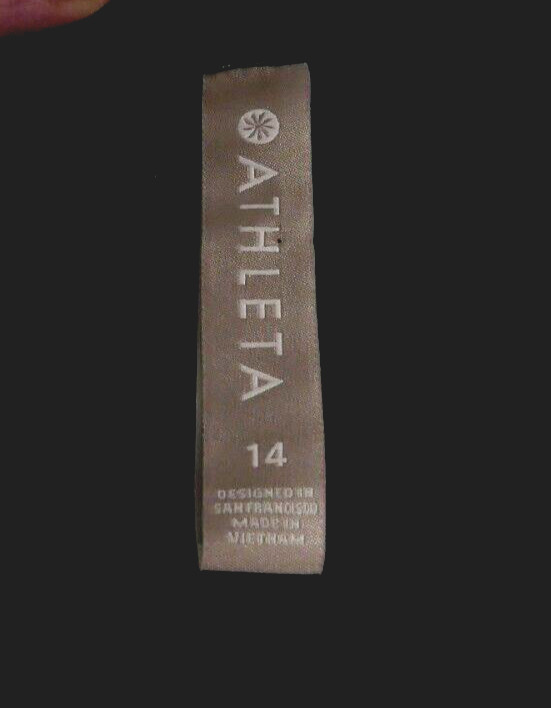 ATHLETA
14
DESIGNED IN
SAN FRANCISCO
MADE IN
VIETNAM